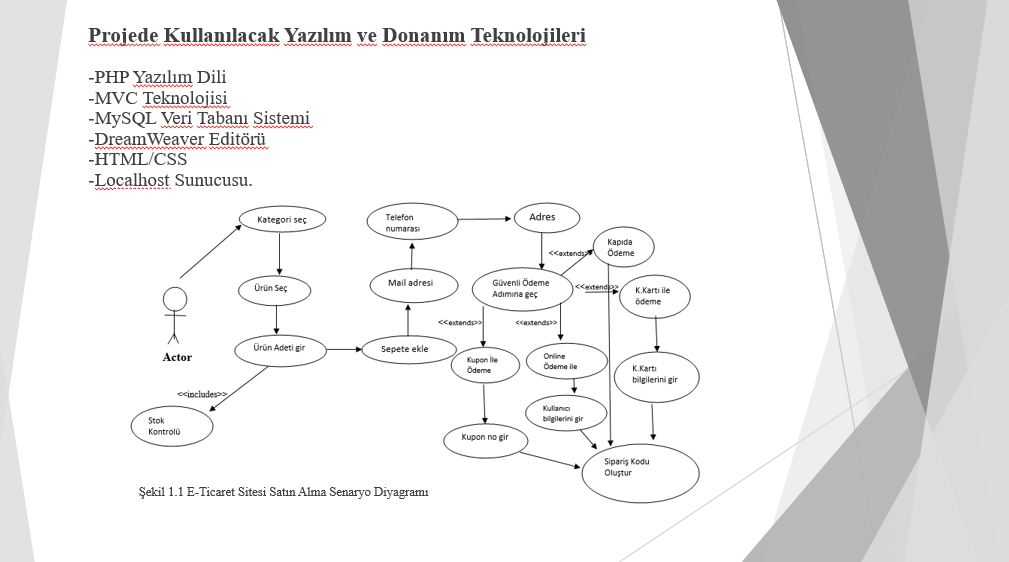 Projede Kullanılacak Yazılım ve Donanım Teknolojileri
-PHP Yazılım Dili
-MVC Teknolojisi
-MySQL Veri Tabanı Sistemi
-DreamWeaver Editörü
-HTML/CSS
-Localhost Sunucusu.
Kategori seç
Ürün Seç
Ürün Adeti gir
Actor
<<includes>>
Stok
Kontrolü
Sepete ekle
Mail adresi
Telefon
numarası
Adres
Güvenli Ödeme
Adımına geç
<<extends>>
Kapıda
Ödeme
<<extends>>
K.Kartı ile
ödeme
K.Kartı
bilgilerini gir
<<extends>>
Kupon İle
Ödeme
Kupon no gir
<<extends>>
Online
Ödeme ile
Kullanıcı
bilgilerini gir
Sipariş Kodu
Oluştur
Şekil 1.1 E-Ticaret Sitesi Satın Alma Senaryo Diyagramı